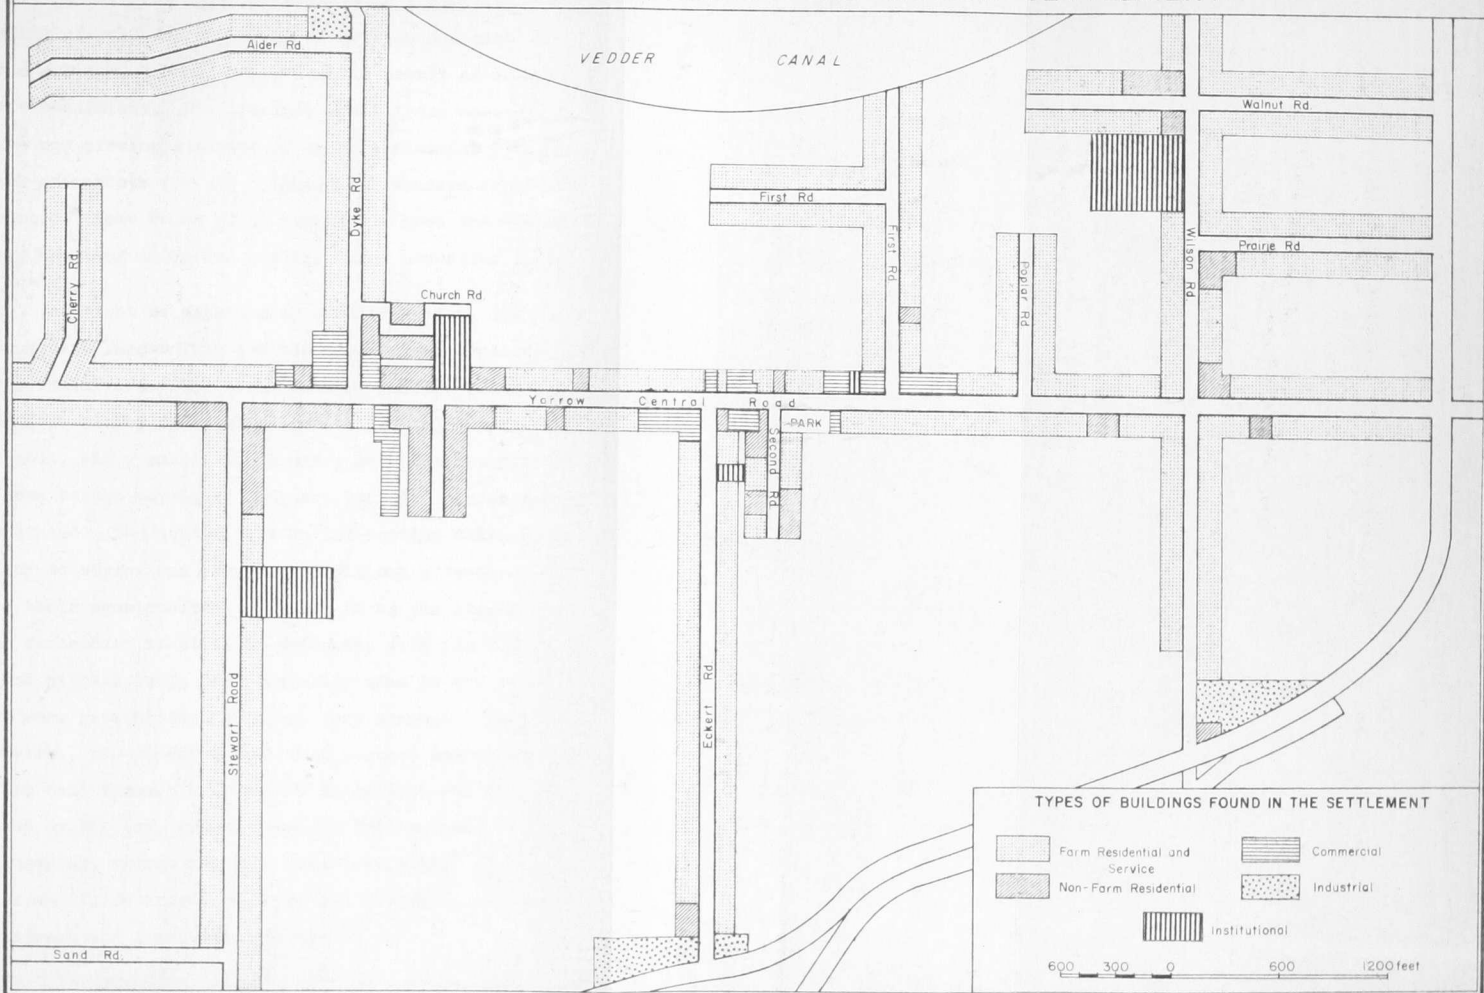 Alder Rd.
VEDDER CANAL
Walnut Rd.
Dyke Rd
First Rd.
First Rd
Wilson Rd
Prairie Rd.
Cherry Rd.
Poplar Rd
Church Rd.
Yarrow Central Road
PARK
Second Rd
Stewart Road
Eckert Rd.
Sand Rd.
TYPES OF BUILDINGS FOUND IN THE SETTLEMENT
Farm Residential and
Service
Commercial
Non-Farm Residential
Industrial
Institutional
600 300 0 600 1200 feet